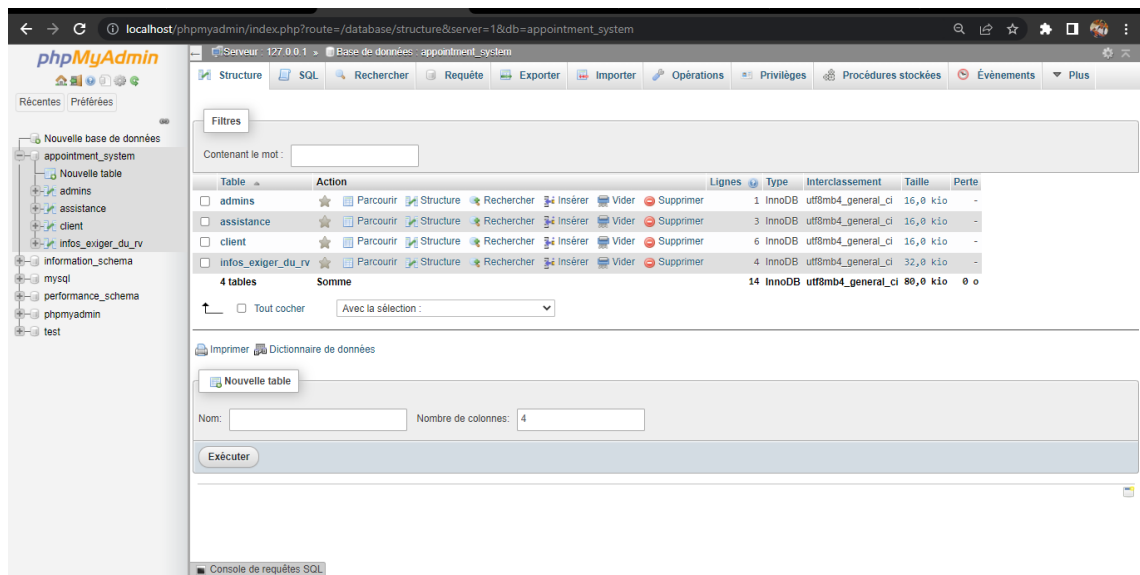 localhost/phpmyadmin/index.php?route=/database/structure&server=1&db=appointment_system
phpMyAdmin
Récentes Préférées
Nouvelle base de données
appointment_system
Nouvelle table
admins
assistance
client
infos_exiger_du_rv
information_schema
mysql
performance_schema
phpmyadmin
test
Serveur : 127.0.0.1 » Base de données : appointment_system
Structure SQL Rechercher Requête Exporter Importer Opérations Privilèges Procédures stockées Évènements Plus
Filtres
Contenant le mot :
Table Action Lignes Type Interclassement Taille Perte
admins Parcourir Structure Rechercher Insérer Vider Supprimer 1 InnoDB utf8mb4_general_ci 16,0 kio -
assistance Parcourir Structure Rechercher Insérer Vider Supprimer 3 InnoDB utf8mb4_general_ci 16,0 kio -
client Parcourir Structure Rechercher Insérer Vider Supprimer 6 InnoDB utf8mb4_general_ci 16,0 kio -
infos_exiger_du_rv Parcourir Structure Rechercher Insérer Vider Supprimer 4 InnoDB utf8mb4_general_ci 32,0 kio -
4 tables Somme 14 InnoDB utf8mb4_general_ci 80,0 kio 0 o
Tout cocher Avec la sélection :
Imprimer Dictionnaire de données
Nouvelle table
Nom: Nombre de colonnes: 4
Exécuter
Console de requêtes SQL